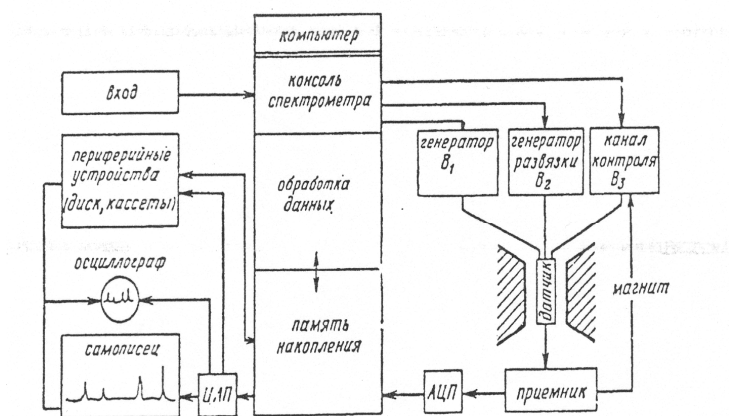 компьютер
вход
консоль
спектрометра
генератор
B₁
генератор
развязки
B₂
канал
контроля
B₃
периферийные
устройства
(диск, кассеты)
обработка
данных
осциллограф
датчик
магнит
память
накопления
самописец
ЦАП
АЦП
приемник